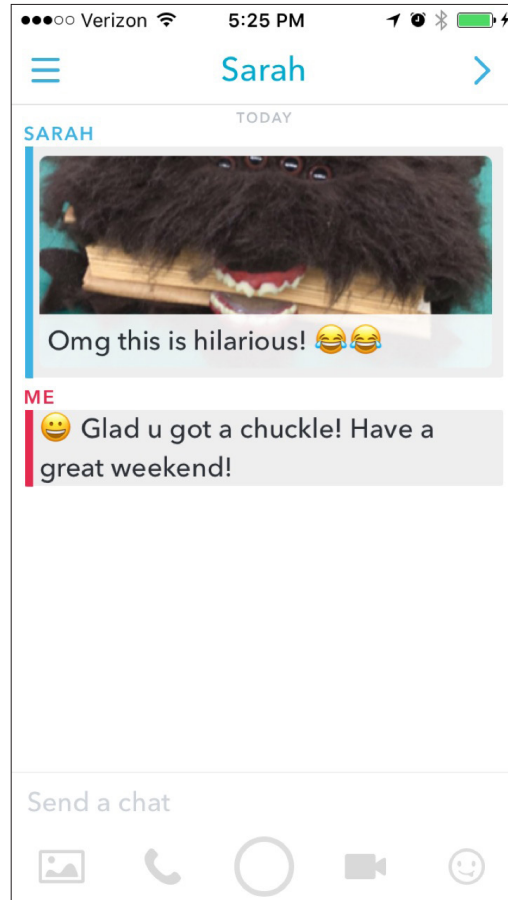 Verizon 5:25 PM
Sarah
TODAY
SARAH
Omg this is hilarious! 😂😂
ME
😀 Glad u got a chuckle! Have a
great weekend!
Send a chat